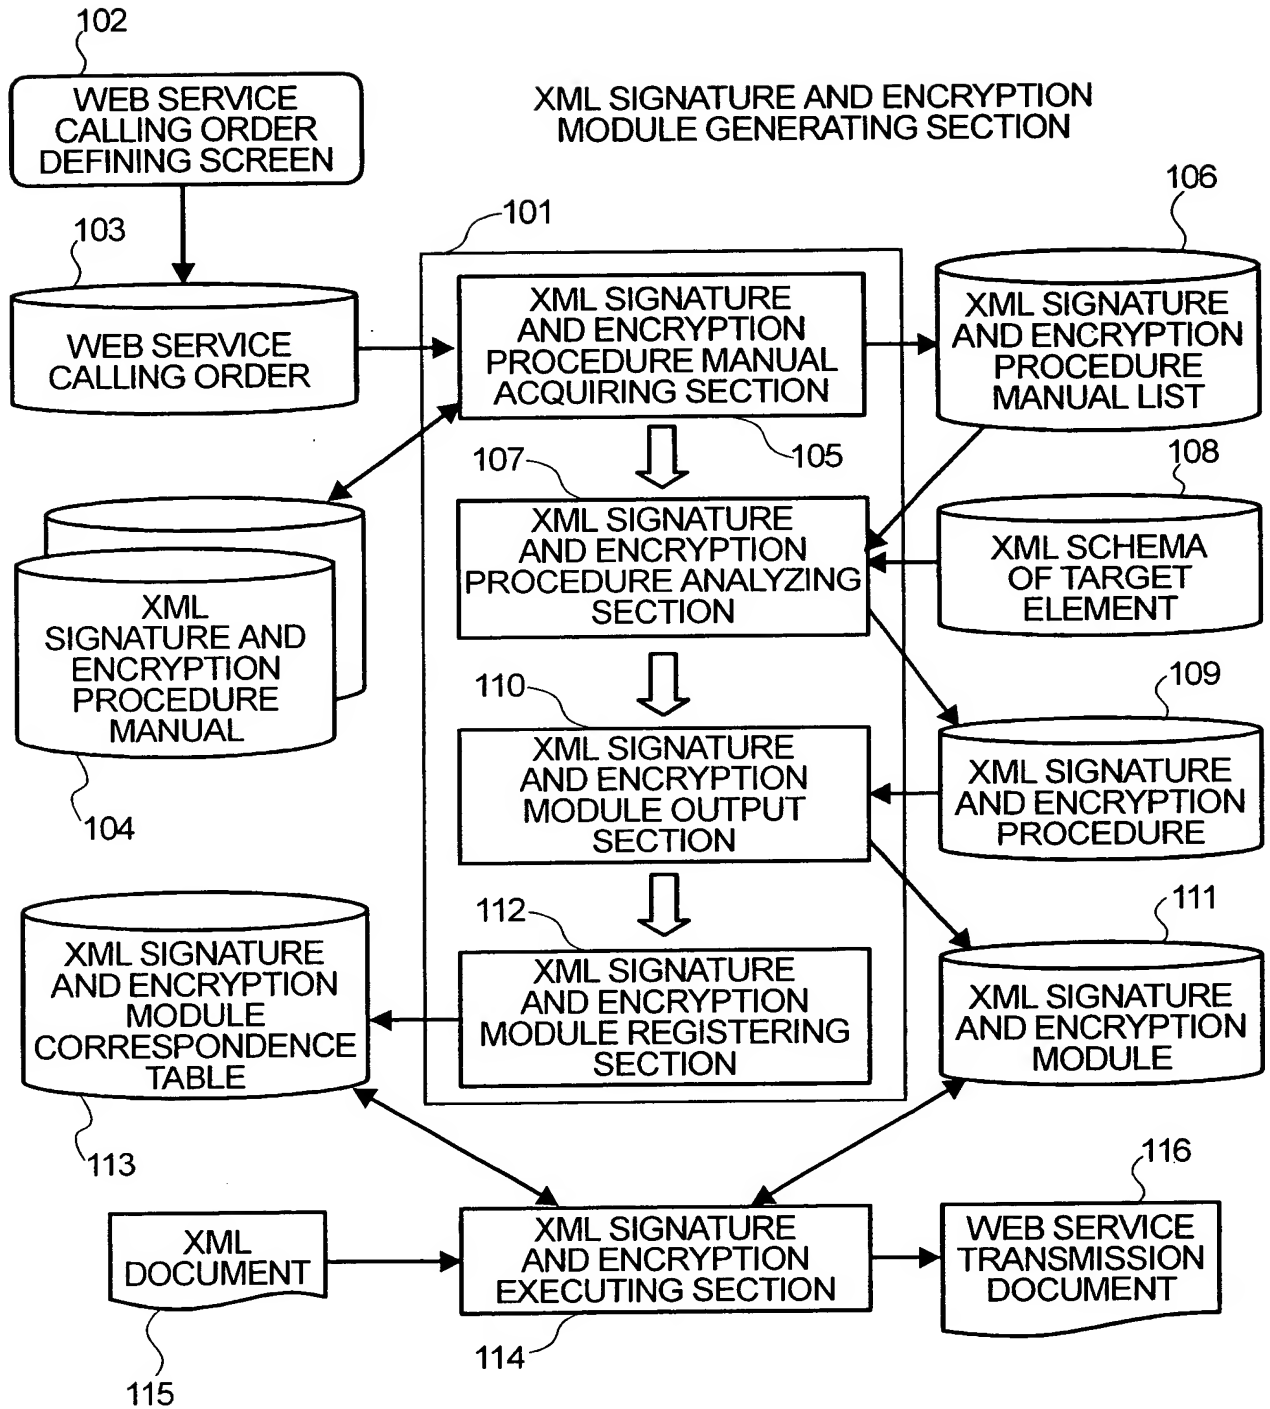 102
WEB SERVICE
CALLING ORDER
DEFINING SCREEN
XML SIGNATURE AND ENCRYPTION
MODULE GENERATING SECTION
103
WEB SERVICE
CALLING ORDER
101
XML SIGNATURE
AND ENCRYPTION
PROCEDURE MANUAL
ACQUIRING SECTION
105
106
XML SIGNATURE
AND ENCRYPTION
PROCEDURE
MANUAL LIST
107
XML SIGNATURE
AND ENCRYPTION
PROCEDURE ANALYZING
SECTION
108
XML SCHEMA
OF TARGET
ELEMENT
XML
SIGNATURE AND
ENCRYPTION
PROCEDURE
MANUAL
104
110
XML SIGNATURE
AND ENCRYPTION
MODULE OUTPUT
SECTION
109
XML SIGNATURE
AND ENCRYPTION
PROCEDURE
XML SIGNATURE
AND ENCRYPTION
MODULE
CORRESPONDENCE
TABLE
113
112
XML SIGNATURE
AND ENCRYPTION
MODULE REGISTERING
SECTION
111
XML SIGNATURE
AND ENCRYPTION
MODULE
XML
DOCUMENT
115
XML SIGNATURE
AND ENCRYPTION
EXECUTING SECTION
114
116
WEB SERVICE
TRANSMISSION
DOCUMENT